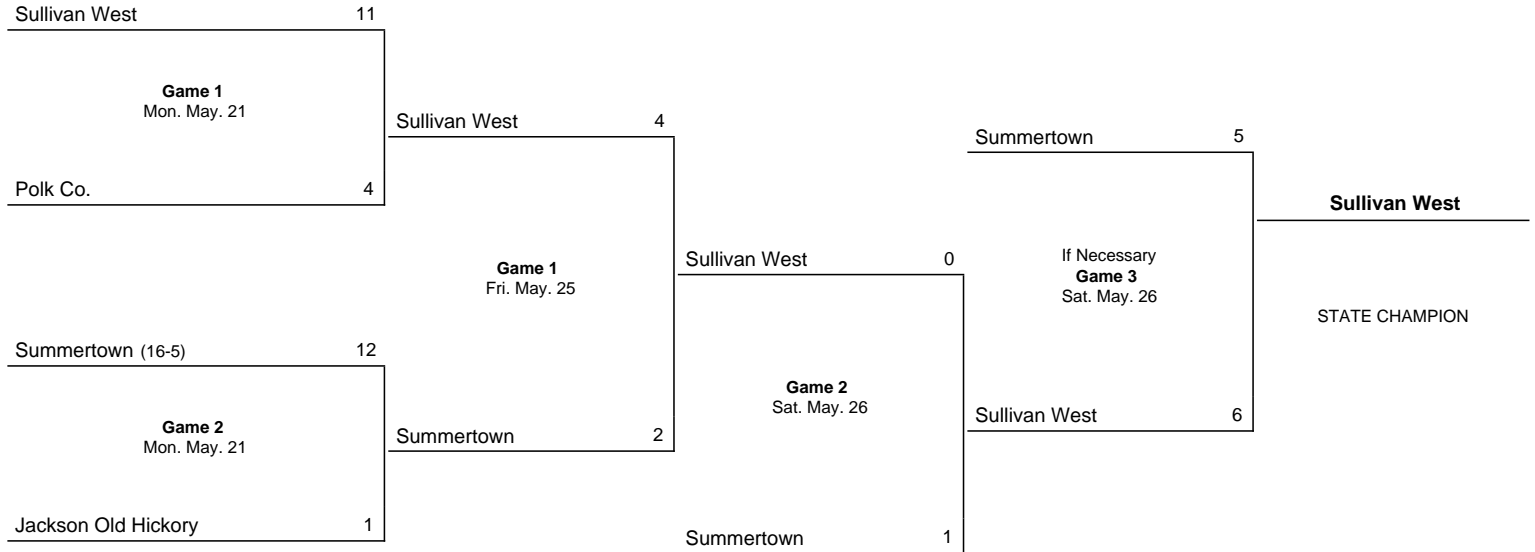 Sullivan West 11
Game 1
Mon. May. 21
Polk Co. 4
Summertown (16-5) 12
Game 2
Mon. May. 21
Jackson Old Hickory 1
Sullivan West 4
Game 1
Fri. May. 25
Summertown 2
Sullivan West 0
Game 2
Sat. May. 26
Summertown 1
Summertown 5
If Necessary
Game 3
Sat. May. 26
Sullivan West 6
Sullivan West
STATE CHAMPION